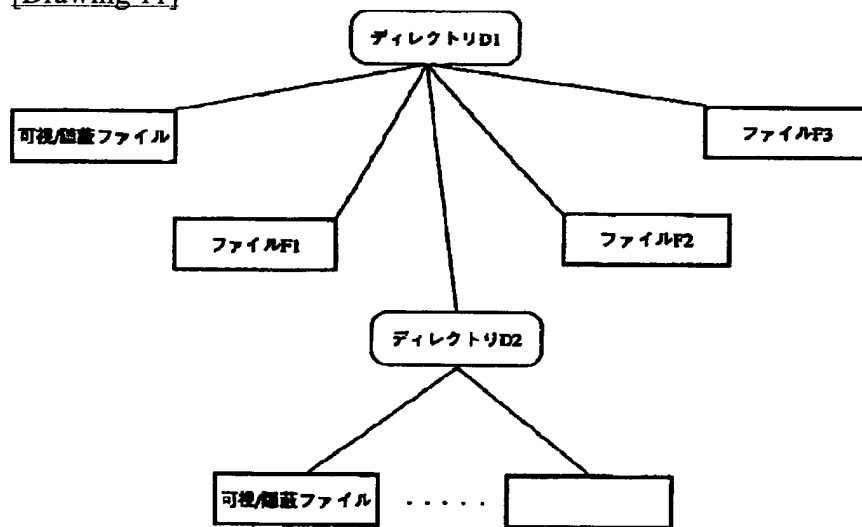 [Drawing 11]
ディレクトリD1
可視/隠蔽ファイル
ファイルF3
ファイルF1
ファイルF2
ディレクトリD2
可視/隠蔽ファイル
.....